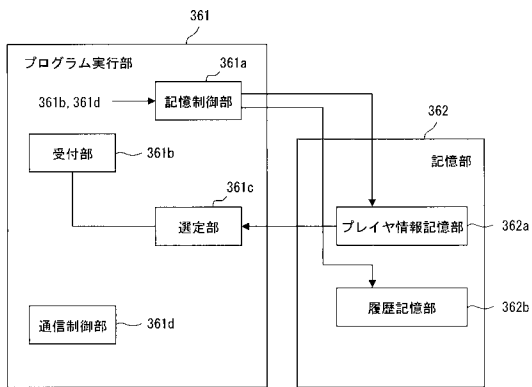 361
プログラム実行部
361a
361b, 361d
記憶制御部
362
受付部
361b
記憶部
361c
選定部
プレイヤ情報記憶部
362a
履歴記憶部
362b
通信制御部
361d